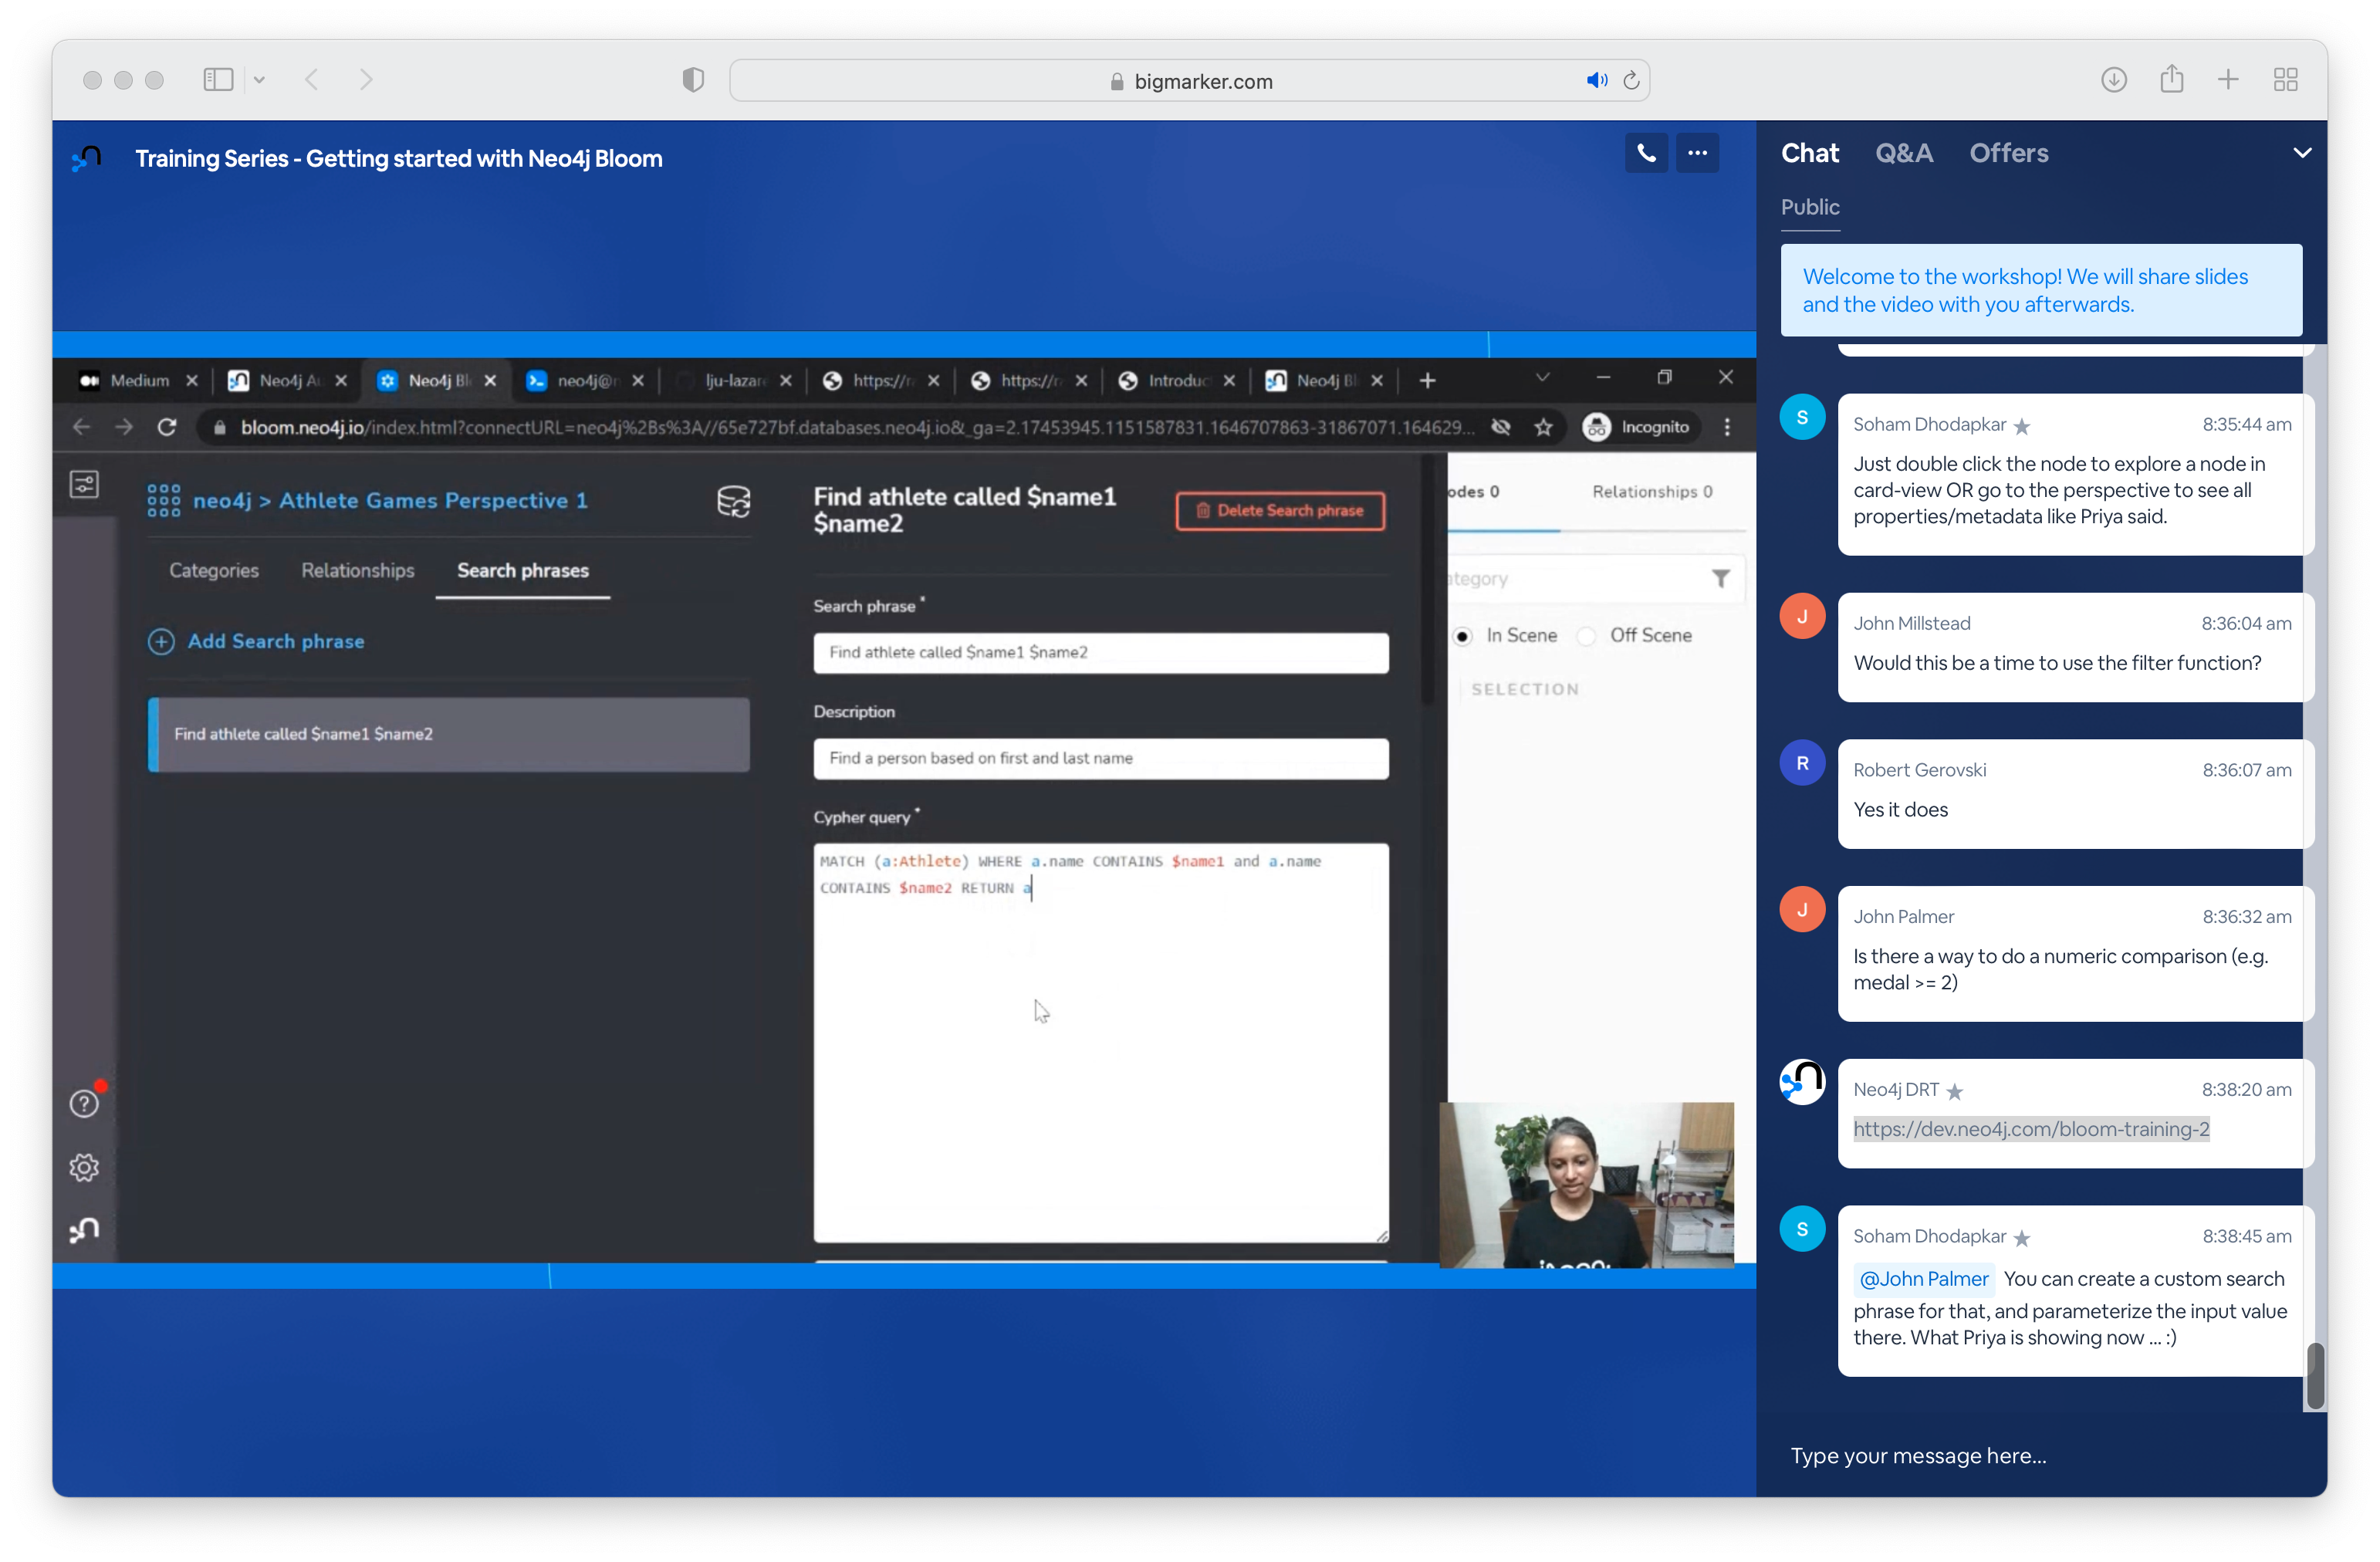 bigmarker.com
Training Series - Getting started with Neo4j Bloom
Medium
Neo4j Au
Neo4j Bl
neo4j@n
lju-lazare
https://r
https://r
Introduc
Neo4j Bl
bloom.neo4j.io/index.html?connectURL=neo4j%2Bs%3A//65e727bf.databases.neo4j.io&_ga=2.17453945.1151587831.1646707863-31867071.164629...
Incognito
neo4j > Athlete Games Perspective 1
Categories
Relationships
Search phrases
Add Search phrase
Find athlete called $name1 $name2
Find athlete called $name1
$name2
Delete Search phrase
Search phrase *
Find athlete called $name1 $name2
Description
Find a person based on first and last name
Cypher query *
MATCH (a:Athlete) WHERE a.name CONTAINS $name1 and a.name
CONTAINS $name2 RETURN a
odes 0
Relationships 0
ategory
In Scene
Off Scene
SELECTION
Chat
Q&A
Offers
Public
Welcome to the workshop! We will share slides
and the video with you afterwards.
S
Soham Dhodapkar
8:35:44 am
Just double click the node to explore a node in
card-view OR go to the perspective to see all
properties/metadata like Priya said.
J
John Millstead
8:36:04 am
Would this be a time to use the filter function?
R
Robert Gerovski
8:36:07 am
Yes it does
J
John Palmer
8:36:32 am
Is there a way to do a numeric comparison (e.g.
medal >= 2)
Neo4j DRT
8:38:20 am
https://dev.neo4j.com/bloom-training-2
S
Soham Dhodapkar
8:38:45 am
@John Palmer You can create a custom search
phrase for that, and parameterize the input value
there. What Priya is showing now ... :)
Type your message here...